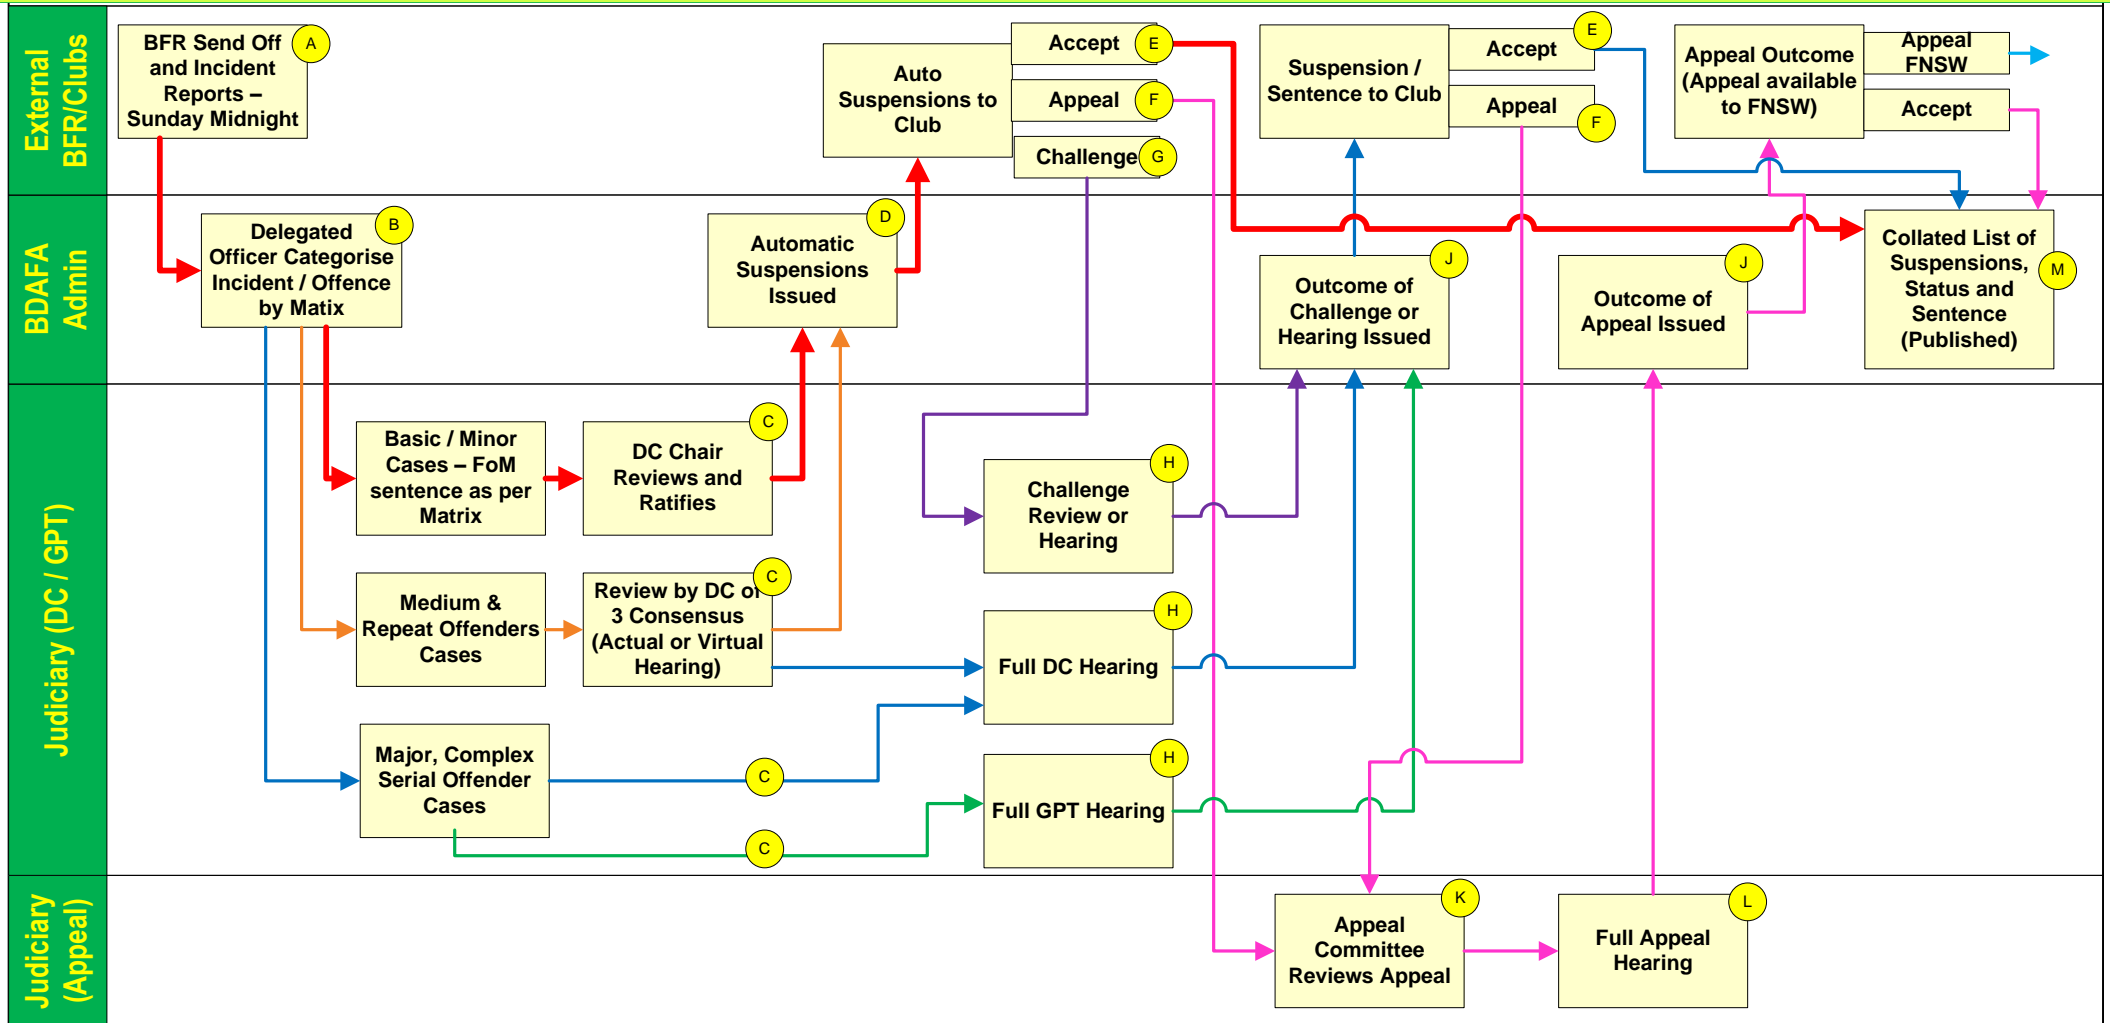 External
BFR/Clubs
BFR Send Off
and Incident
Reports –
Sunday Midnight
A
Auto
Suspensions to
Club
Accept
E
Appeal
F
Challenge
G
Suspension /
Sentence to Club
Accept
E
Appeal
F
Appeal Outcome
(Appeal available
to FNSW)
Appeal
FNSW
Accept
BDAFA
Admin
Delegated
Officer Categorise
Incident / Offence
by Matix
B
Automatic
Suspensions
Issued
D
Outcome of
Challenge or
Hearing Issued
J
Outcome of
Appeal Issued
J
Collated List of
Suspensions,
Status and
Sentence
(Published)
M
Judiciary (DC / GPT)
Basic / Minor
Cases – FoM
sentence as per
Matrix
DC Chair
Reviews and
Ratifies
C
Challenge
Review or
Hearing
H
Medium &
Repeat Offenders
Cases
Review by DC of
3 Consensus
(Actual or Virtual
Hearing)
C
Full DC Hearing
H
Major, Complex
Serial Offender
Cases
C
C
Full GPT Hearing
H
Judiciary
(Appeal)
Appeal
Committee
Reviews Appeal
K
Full Appeal
Hearing
L